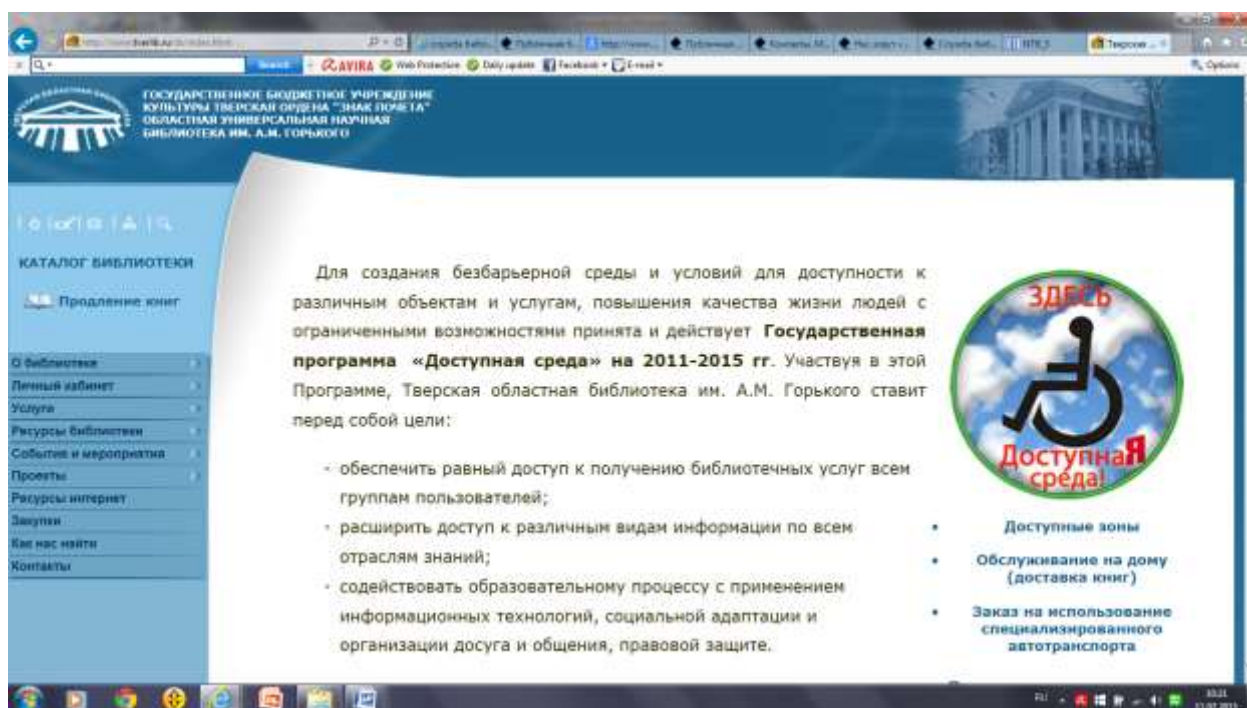 AVIRA Web Protection Daily update Facebook E-mail
Options
ГОСУДАРСТВЕННОЕ БЮДЖЕТНОЕ УЧРЕЖДЕНИЕ
КУЛЬТУРЫ ТВЕРСКАЯ ОРДЕНА "ЗНАК ПОЧЕТА"
ОБЛАСТНАЯ УНИВЕРСАЛЬНАЯ НАУЧНАЯ
БИБЛИОТЕКА ИМ. А.М. ГОРЬКОГО
КАТАЛОГ БИБЛИОТЕКИ
Продление книг
О библиотеке
Личный кабинет
Услуги
Ресурсы библиотеки
События и мероприятия
Проекты
Ресурсы интернет
Закупки
Как нас найти
Контакты
Для создания безбарьерной среды и условий для доступности к
различным объектам и услугам, повышения качества жизни людей с
ограниченными возможностями принята и действует Государственная
программа «Доступная среда» на 2011-2015 гг. Участвуя в этой
Программе, Тверская областная библиотека им. А.М. Горького ставит
перед собой цели:
- обеспечить равный доступ к получению библиотечных услуг всем
группам пользователей;
- расширить доступ к различным видам информации по всем
отраслям знаний;
- содействовать образовательному процессу с применением
информационных технологий, социальной адаптации и
организации досуга и общения, правовой защите.
ЗДЕСЬ
ДоступнаЯ
среда!
• Доступные зоны
• Обслуживание на дому
(доставка книг)
• Заказ на использование
специализированного
автотранспорта
RU
10:21